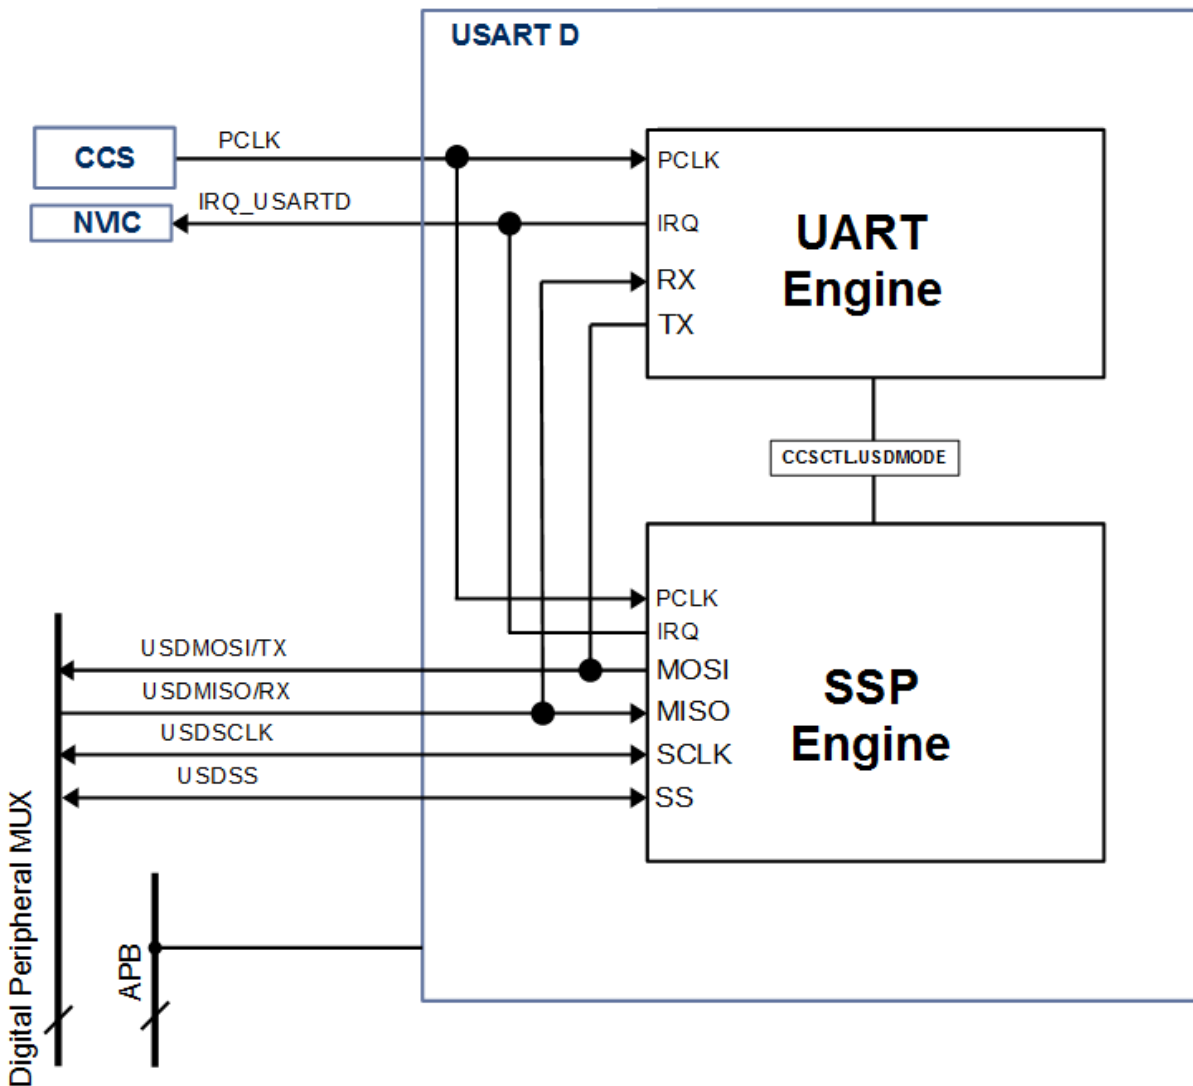 USART D
CCS
PCLK
PCLK
NVIC
IRQ_USARTD
IRQ
RX
TX
UART
Engine
CCSCTL.USDMODE
PCLK
IRQ
USDMOSI/TX
MOSI
USDMISO/RX
MISO
USDSCLK
SCLK
USDSS
SS
SSP
Engine
Digital Peripheral MUX
APB